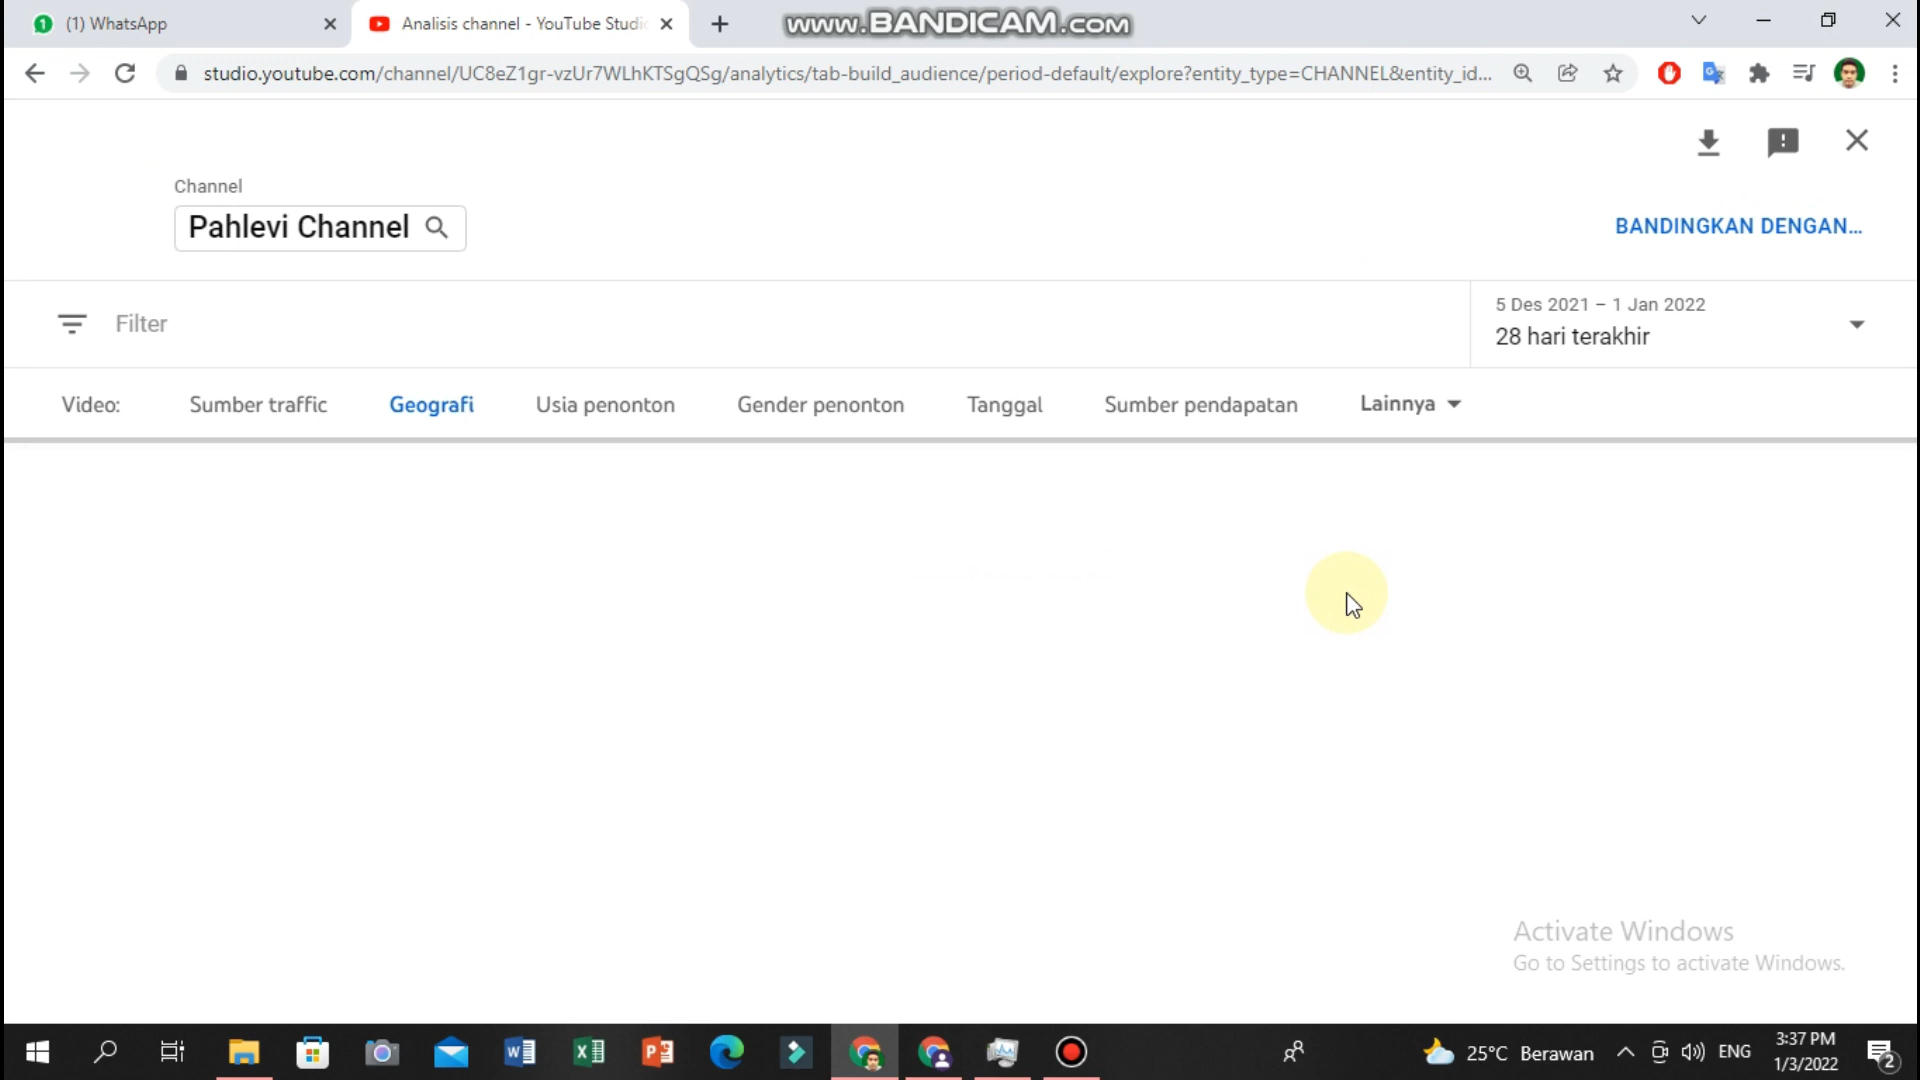 (1) WhatsApp
Analisis channel - YouTube Studi
www.BANDICAM.com
studio.youtube.com/channel/UC8eZ1gr-vzUr7WLhKTSgQSg/analytics/tab-build_audience/period-default/explore?entity_type=CHANNEL&entity_id...
Channel
Pahlevi Channel
BANDINGKAN DENGAN...
Filter
5 Des 2021 – 1 Jan 2022
28 hari terakhir
Video:
Sumber traffic
Geografi
Usia penonton
Gender penonton
Tanggal
Sumber pendapatan
Lainnya
Activate Windows
Go to Settings to activate Windows.
25°C Berawan
ENG
3:37 PM
1/3/2022
2